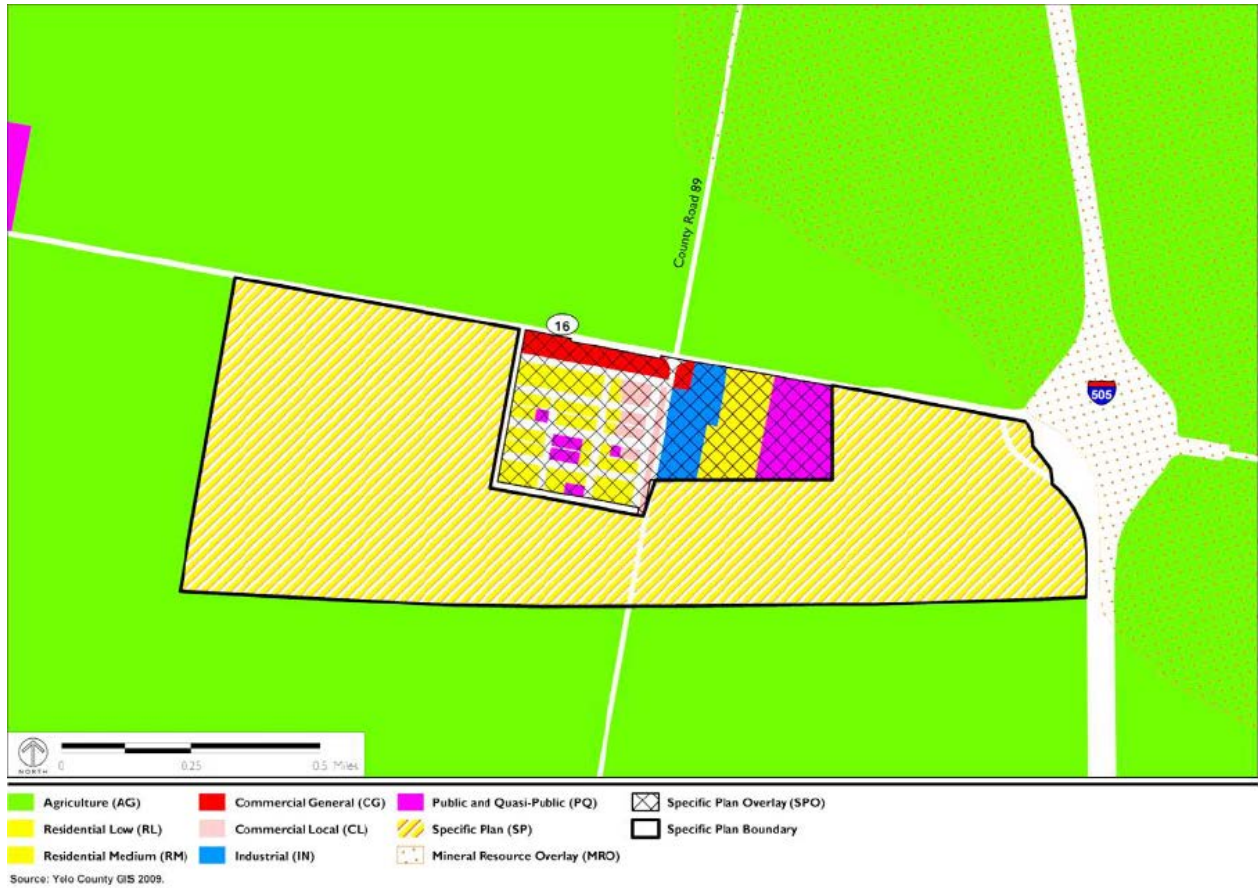 County Road 89
16
505
NORTH
0 0.25 0.5 Miles
Agriculture (AG) Commercial General (CG) Public and Quasi-Public (PQ) Specific Plan Overlay (SPO)
Residential Low (RL) Commercial Local (CL) Specific Plan (SP) Specific Plan Boundary
Residential Medium (RM) Industrial (IN) Mineral Resource Overlay (MRO)
Source: Yolo County GIS 2009.